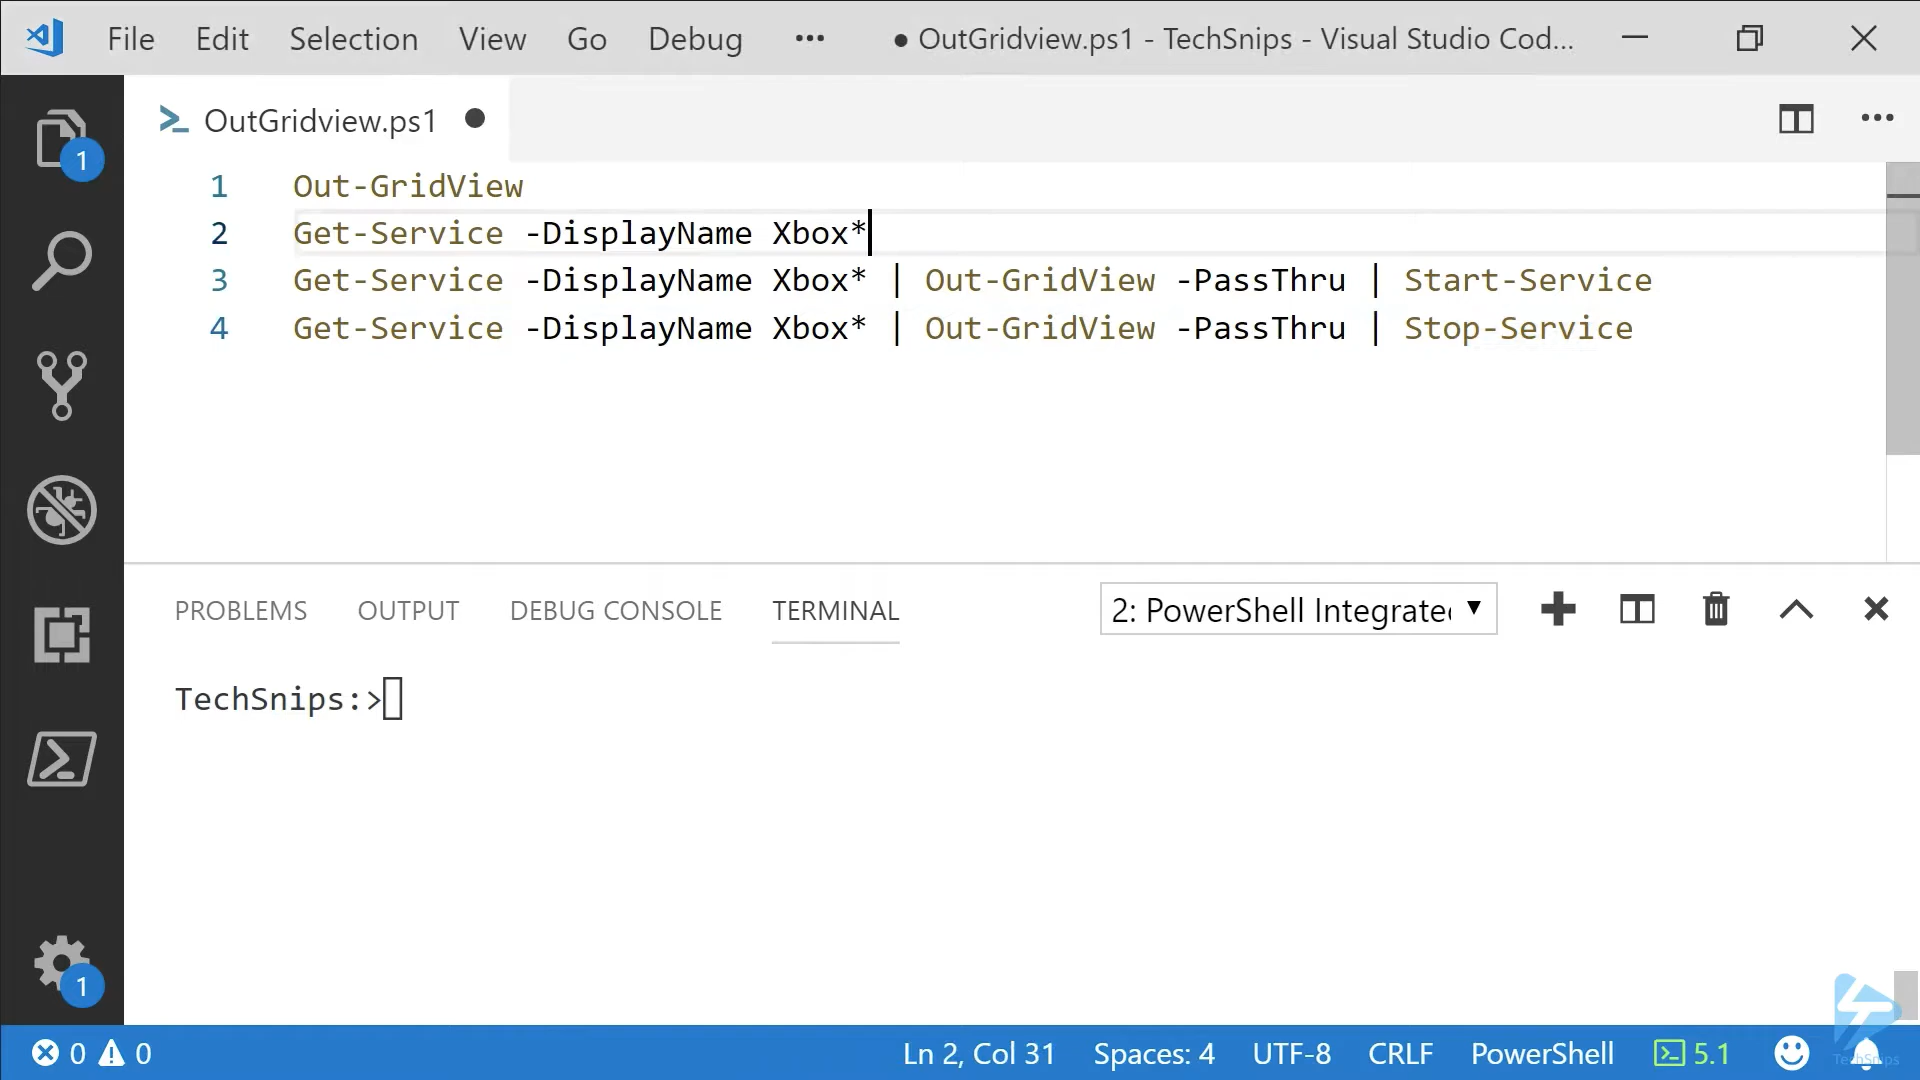 File Edit Selection View Go Debug ••• ● OutGridview.ps1 - TechSnips - Visual Studio Cod...
OutGridview.ps1 ●
1 Out-GridView
2 Get-Service -DisplayName Xbox*
3 Get-Service -DisplayName Xbox* | Out-GridView -PassThru | Start-Service
4 Get-Service -DisplayName Xbox* | Out-GridView -PassThru | Stop-Service
1
PROBLEMS OUTPUT DEBUG CONSOLE TERMINAL 2: PowerShell Integrate
TechSnips:>
1
TechSnips
0 0 Ln 2, Col 31 Spaces: 4 UTF-8 CRLF PowerShell 5.1